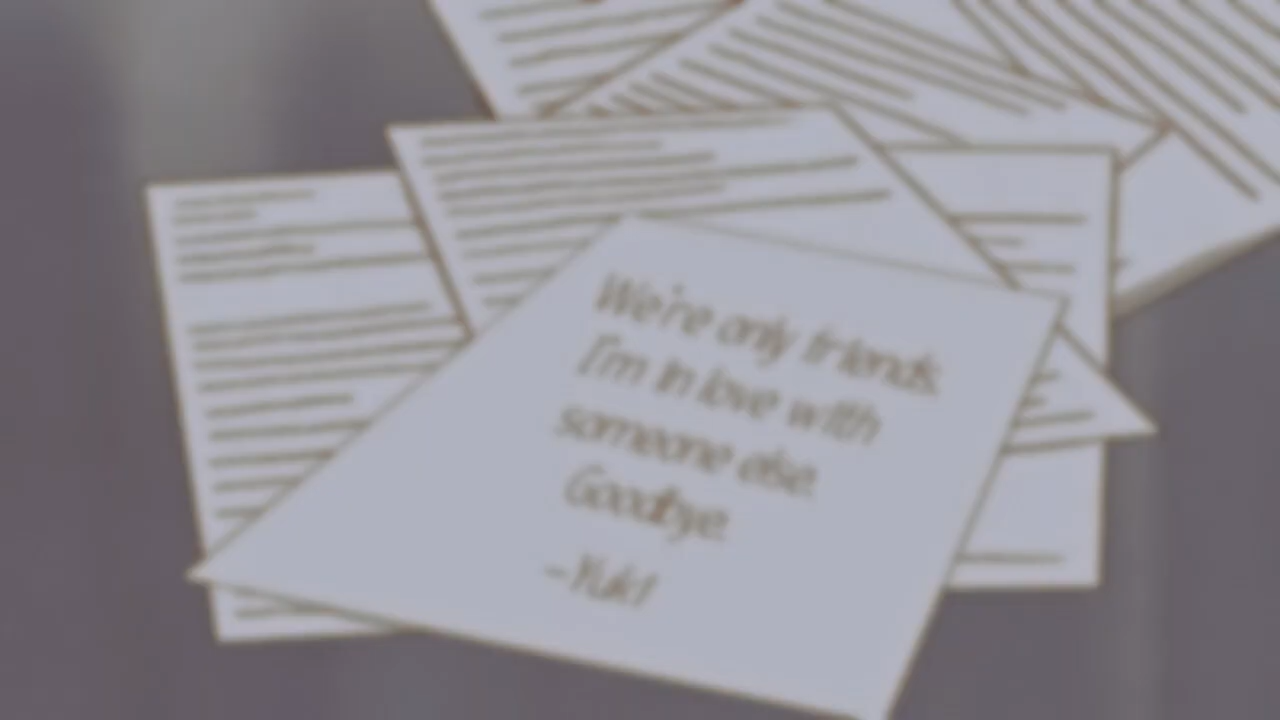 We're only friends.
I'm in love with
someone else.
Goodbye.
-Yuki